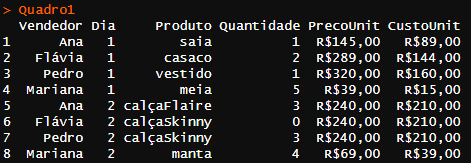 > Quadro1
Vendedor Dia Produto Quantidade PrecoUnit CustoUnit
1 Ana 1 saia 1 R$145,00 R$89,00
2 Flávia 1 casaco 2 R$289,00 R$144,00
3 Pedro 1 vestido 1 R$320,00 R$160,00
4 Mariana 1 meia 5 R$39,00 R$15,00
5 Ana 2 calçaFlaire 3 R$240,00 R$210,00
6 Flávia 2 calçaSkinny 0 R$240,00 R$210,00
7 Pedro 2 calçaSkinny 3 R$240,00 R$210,00
8 Mariana 2 manta 4 R$69,00 R$39,00